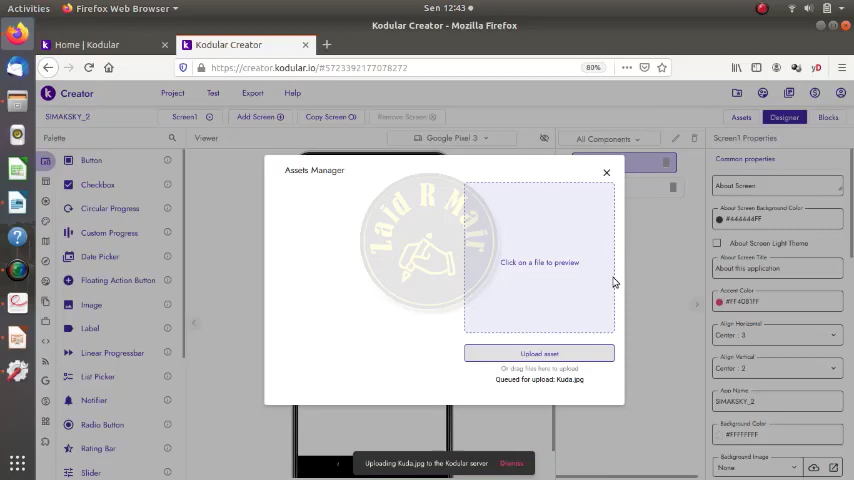 Activities
Firefox Web Browser
Sen 12:43
Kodular Creator - Mozilla Firefox
Home | Kodular
Kodular Creator
https://creator.kodular.io/#5723392177078272
80%
Creator
Project
Test
Export
Help
SIMAKSKY_2
Screen1
Add Screen
Copy Screen
Remove Screen
Assets
Designer
Blocks
Palette
Viewer
Google Pixel 3
All Components
Screen1 Properties
Button
Checkbox
Circular Progress
Custom Progress
Date Picker
Floating Action Button
Image
Label
Linear Progressbar
List Picker
Notifier
Radio Button
Rating Bar
Slider
Assets Manager
Zaid R Mair
Click on a file to preview
Upload asset
Or drag files here to upload
Queued for upload: Kuda.jpg
Uploading Kuda.jpg to the Kodular server
Dismiss
Common properties
About Screen
About Screen Background Color
#444444FF
About Screen Light Theme
About Screen Title
About this application
Accent Color
#FF4081FF
Align Horizontal
Center : 3
Align Vertical
Center : 2
App Name
SIMAKSKY_2
Background Color
#FFFFFFFF
Background Image
None